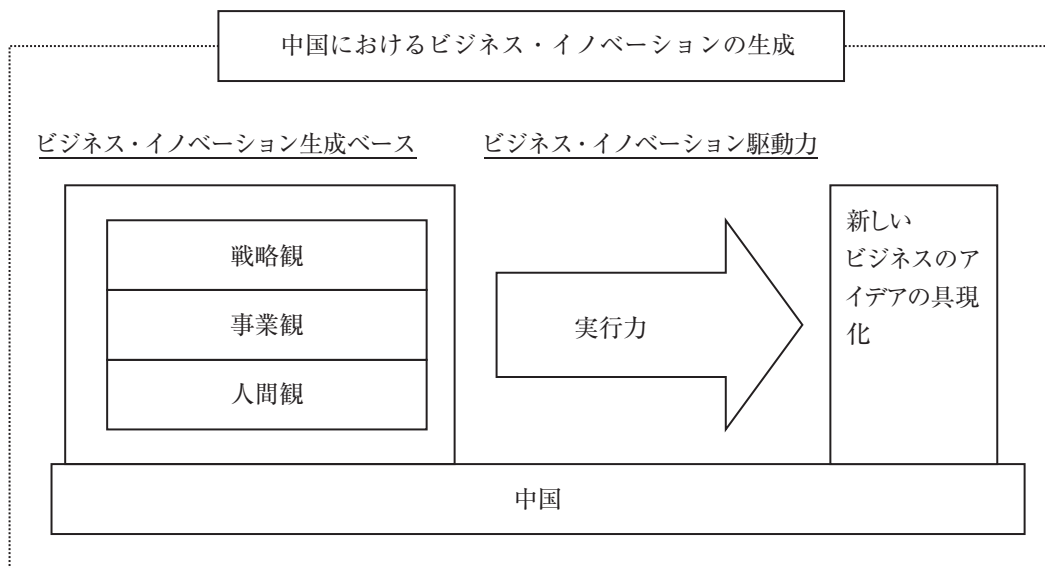 中国におけるビジネス・イノベーションの生成
ビジネス・イノベーション生成ベース
ビジネス・イノベーション駆動力
戦略観
事業観
人間観
実行力
新しい
ビジネスのア
イデアの具現
化
中国